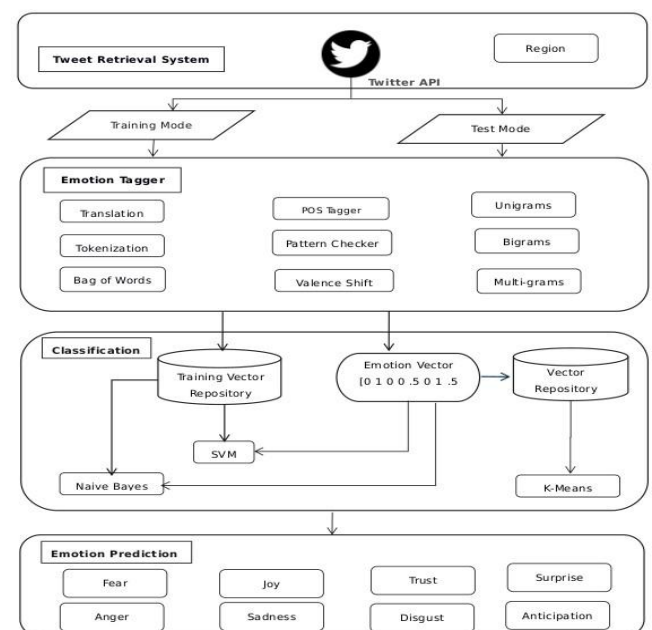 Tweet Retrieval System
Region
Twitter API
Training Mode
Test Mode
Emotion Tagger
Translation
POS Tagger
Unigrams
Tokenization
Pattern Checker
Bigrams
Bag of Words
Valence Shift
Multi-grams
Classification
Training Vector
Repository
Emotion Vector
[0 1 0 0 .5 0 1 .5
Vector
Repository
SVM
Naive Bayes
K-Means
Emotion Prediction
Fear
Joy
Trust
Surprise
Anger
Sadness
Disgust
Anticipation